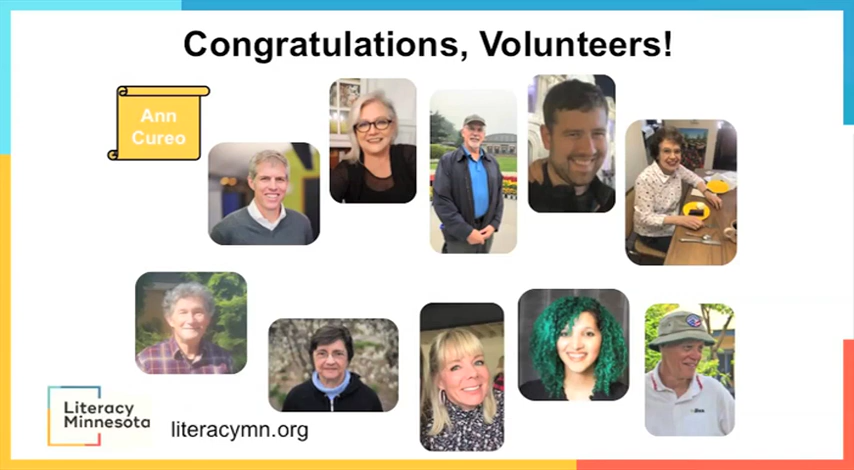 Congratulations, Volunteers!
Ann
Cureo
Literacy
Minnesota
literacymn.org